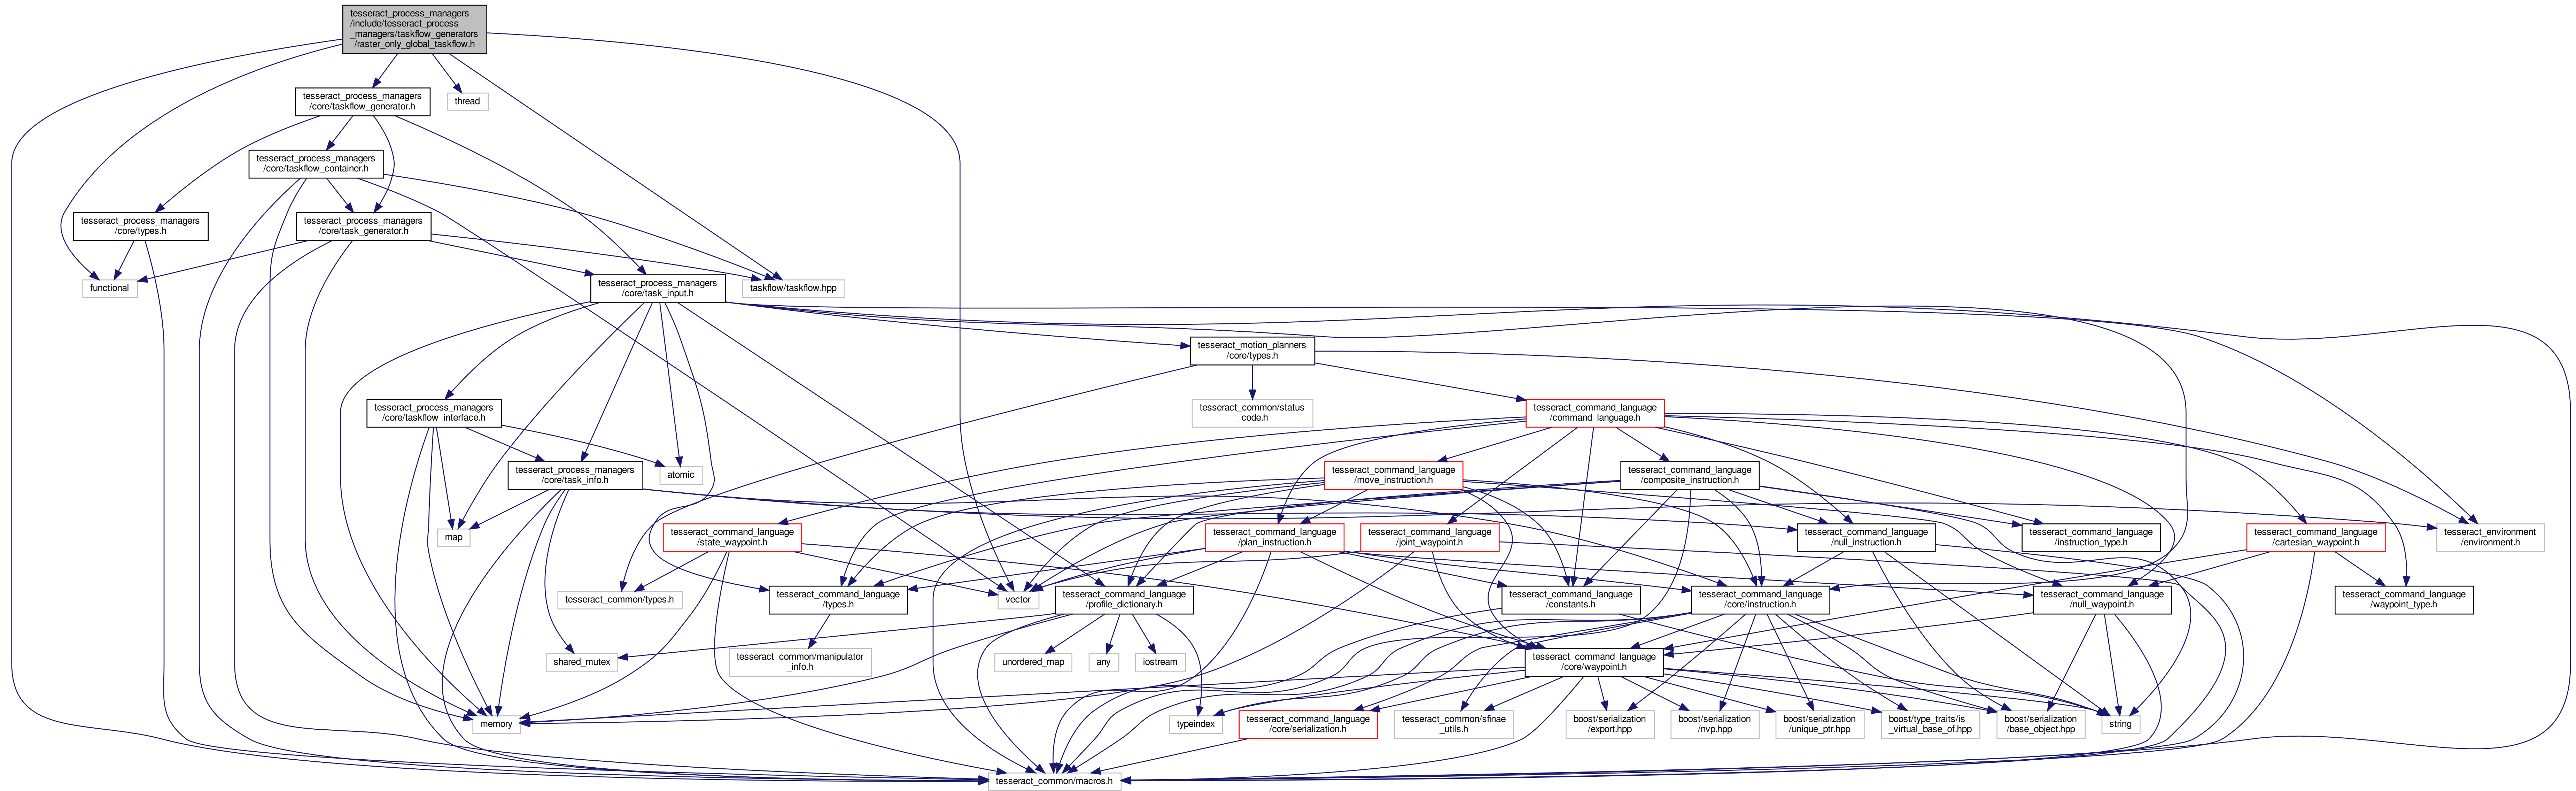 tesseract_process_managers
/include/tesseract_process
_managers/taskflow_generators
/raster_only_global_taskflow.h
tesseract_process_managers
/core/taskflow_generator.h
thread
tesseract_process_managers
/core/taskflow_container.h
tesseract_process_managers
/core/types.h
tesseract_process_managers
/core/task_generator.h
functional
tesseract_process_managers
/core/task_input.h
taskflow/taskflow.hpp
tesseract_motion_planners
/core/types.h
tesseract_process_managers
/core/taskflow_interface.h
tesseract_common/status
_code.h
tesseract_command_language
/command_language.h
tesseract_process_managers
/core/task_info.h
atomic
tesseract_command_language
/move_instruction.h
tesseract_command_language
/composite_instruction.h
map
tesseract_command_language
/state_waypoint.h
tesseract_command_language
/plan_instruction.h
tesseract_command_language
/joint_waypoint.h
tesseract_command_language
/null_instruction.h
tesseract_command_language
/instruction_type.h
tesseract_command_language
/cartesian_waypoint.h
tesseract_environment
/environment.h
tesseract_common/types.h
tesseract_command_language
/types.h
vector
tesseract_command_language
/profile_dictionary.h
tesseract_command_language
/constants.h
tesseract_command_language
/core/instruction.h
tesseract_command_language
/null_waypoint.h
tesseract_command_language
/waypoint_type.h
shared_mutex
tesseract_common/manipulator
_info.h
unordered_map
any
iostream
tesseract_command_language
/core/waypoint.h
memory
typeindex
tesseract_command_language
/core/serialization.h
tesseract_common/sfinae
_utils.h
boost/serialization
/export.hpp
boost/serialization
/nvp.hpp
boost/serialization
/unique_ptr.hpp
boost/type_traits/is
_virtual_base_of.hpp
boost/serialization
/base_object.hpp
string
tesseract_common/macros.h